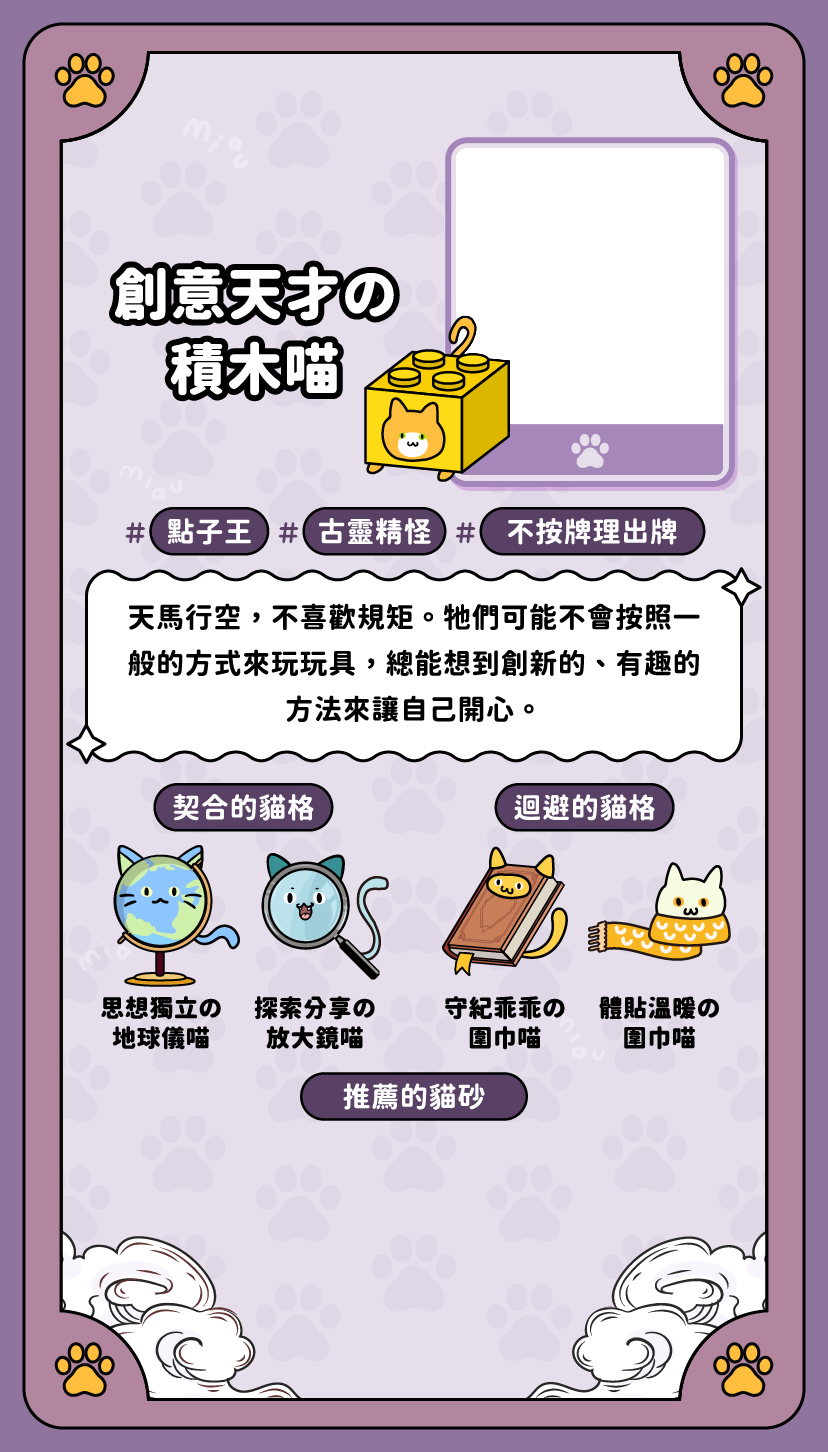 創意天才の
積木喵
#點子王 #古靈精怪 #不按牌理出牌
天馬行空，不喜歡規矩。牠們可能不會按照一
般的方式來玩玩具，總能想到創新的、有趣的
方法來讓自己開心。
契合的貓格
迴避的貓格
思想獨立の
地球儀喵
探索分享の
放大鏡喵
守紀乖乖の
圍巾喵
體貼溫暖の
圍巾喵
推薦的貓砂
miau
miau
miau
miau